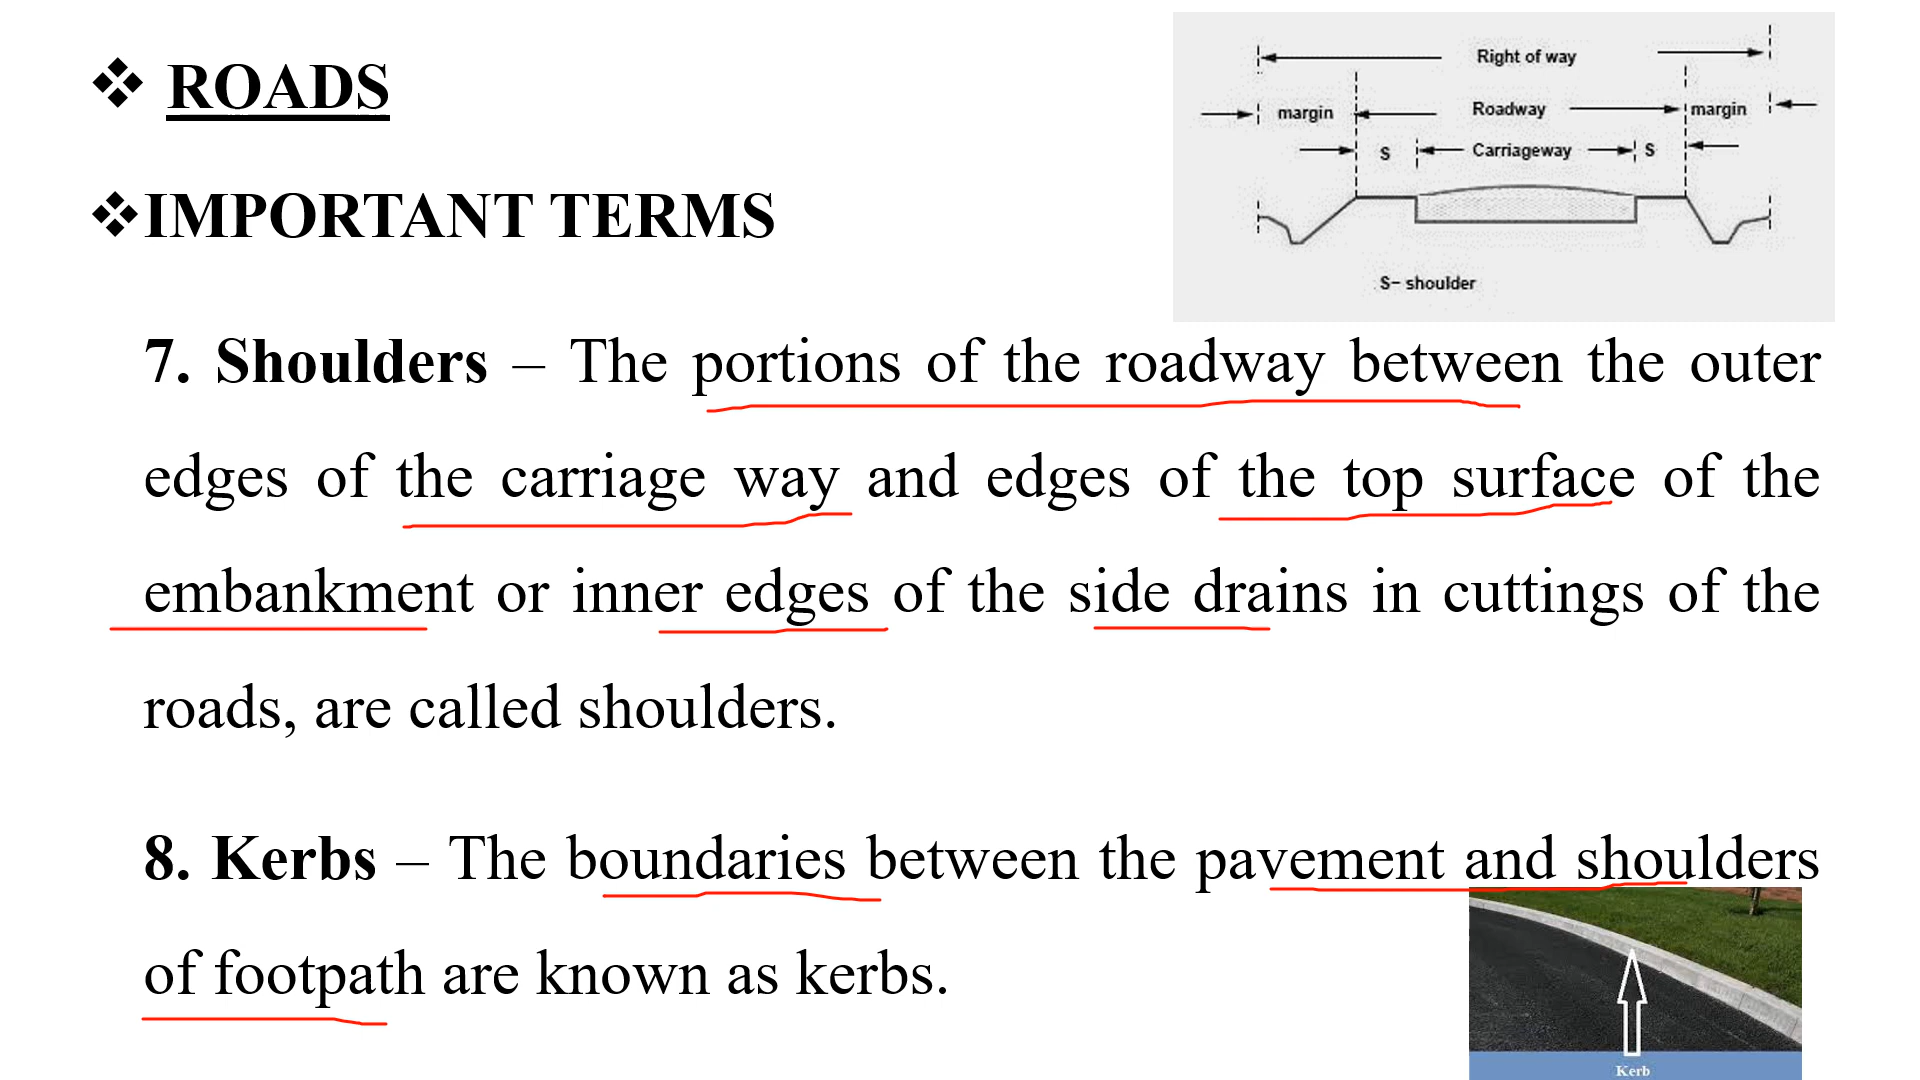 ❖ ROADS
❖IMPORTANT TERMS
Right of way
margin Roadway margin
S Carriageway S
S- shoulder
7. Shoulders – The portions of the roadway between the outer
edges of the carriage way and edges of the top surface of the
embankment or inner edges of the side drains in cuttings of the
roads, are called shoulders.
8. Kerbs – The boundaries between the pavement and shoulders
of footpath are known as kerbs.
Kerb